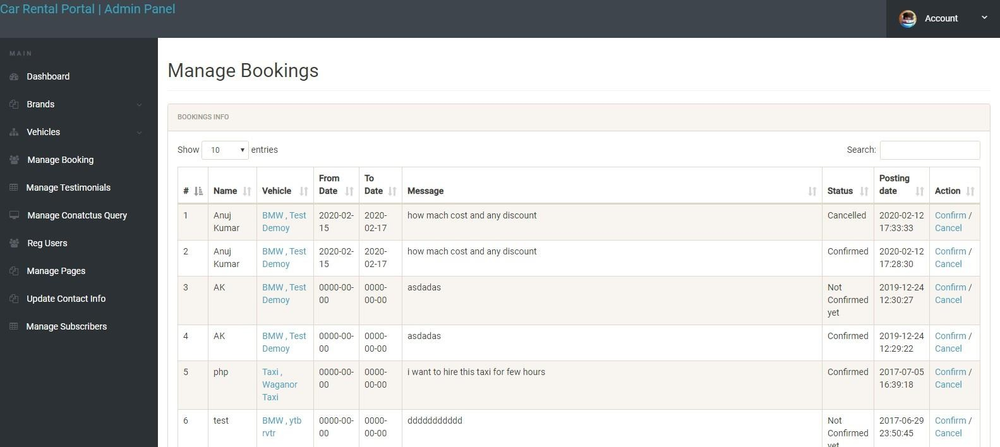 Car Rental Portal | Admin Panel
Account
MAIN
Dashboard
Brands
Vehicles
Manage Booking
Manage Testimonials
Manage Conatctus Query
Reg Users
Manage Pages
Update Contact Info
Manage Subscribers
Manage Bookings
BOOKINGS INFO
Show 10 entries
Search:
# Name Vehicle From Date To Date Message Status Posting date Action
1 Anuj Kumar BMW , Test Demoy 2020-02-15 2020-02-17 how mach cost and any discount Cancelled 2020-02-12 17:33:33 Confirm / Cancel
2 Anuj Kumar BMW , Test Demoy 2020-02-15 2020-02-17 how mach cost and any discount Confirmed 2020-02-12 17:28:30 Confirm / Cancel
3 AK BMW , Test Demoy 0000-00-00 0000-00-00 asdadas Not Confirmed yet 2019-12-24 12:30:27 Confirm / Cancel
4 AK BMW , Test Demoy 0000-00-00 0000-00-00 asdadas Confirmed 2019-12-24 12:29:22 Confirm / Cancel
5 php Taxi , Waganor Taxi 0000-00-00 0000-00-00 i want to hire this taxi for few hours Confirmed 2017-07-05 16:39:18 Confirm / Cancel
6 test BMW , ytb rvtr 0000-00-00 0000-00-00 ddddddddddd Not Confirmed yet 2017-06-29 23:50:45 Confirm / Cancel